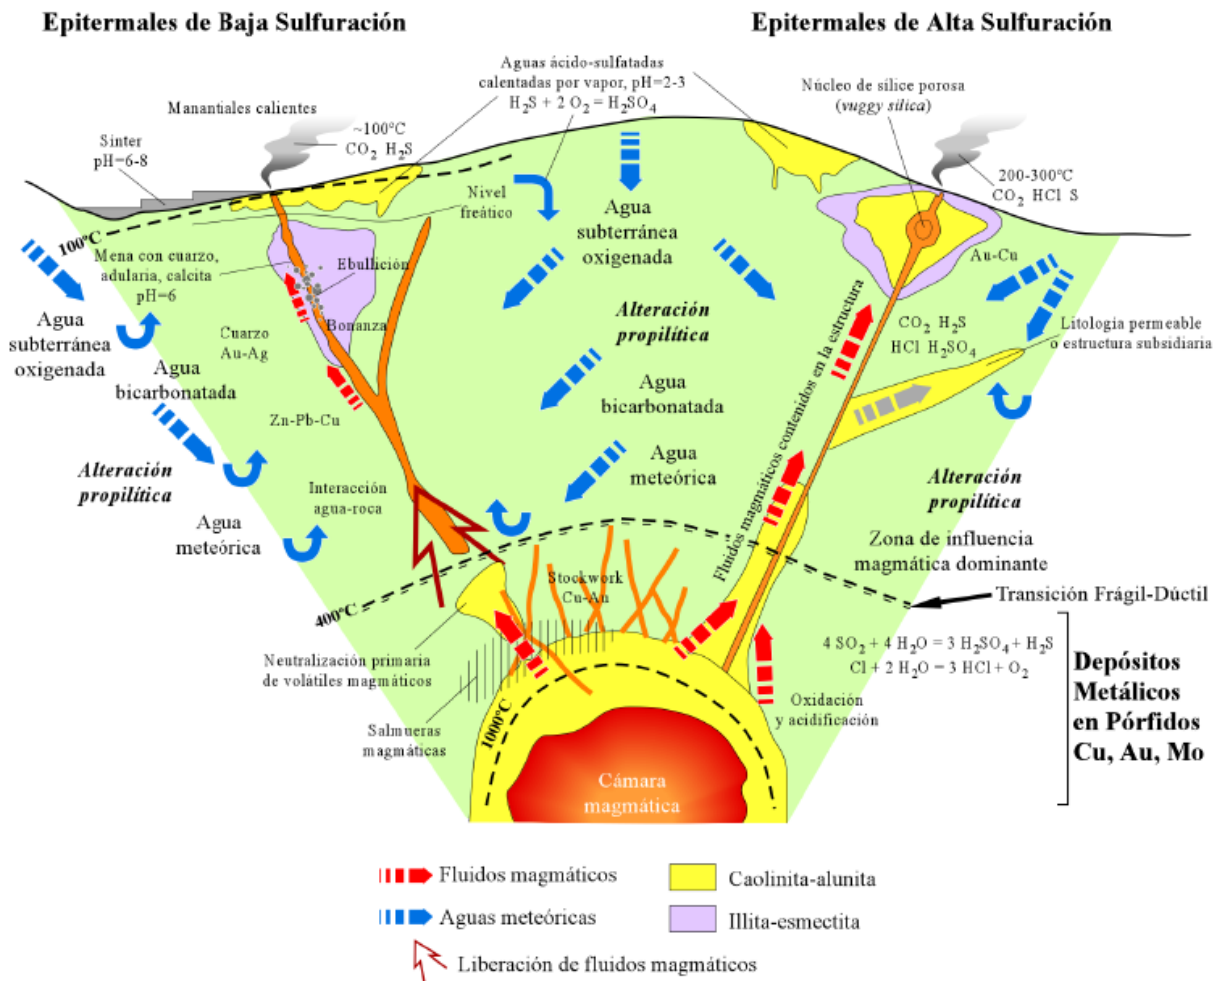 Epitermales de Baja Sulfuración
Epitermales de Alta Sulfuración
Aguas ácido-sulfatadas
calentadas por vapor, pH=2-3
H₂S + 2 O₂ = H₂SO₄
Núcleo de sílice porosa
(vuggy silica)
Manantiales calientes
~100ºC
CO₂ H₂S
Sínter
pH=6-8
200-300ºC
CO₂ HCl S
Nivel
freático
Agua
subterránea
oxigenada
100ºC
Mena con cuarzo,
adularia, calcita
pH=6
Ebullición
Au-Cu
Bonanza
Cuarzo
Au-Ag
Alteración
propilítica
CO₂ H₂S
HCl H₂SO₄
Litología permeable
o estructura subsidiaria
Agua
subterránea
oxigenada
Agua
bicarbonatada
Agua
bicarbonatada
Zn-Pb-Cu
Fluidos magmáticos contenidos en la estructura
Alteración
propilítica
Agua
meteórica
Alteración
propilítica
Interacción
agua-roca
Agua
meteórica
Zona de influencia
magmática dominante
Stockwork
Cu-Au
400ºC
Transición Frágil-Dúctil
4 SO₂ + 4 H₂O = 3 H₂SO₄ + H₂S
Cl + 2 H₂O = 3 HCl + O₂
Neutralización primaria
de volátiles magmáticos
Depósitos
Metálicos
en Pórfidos
Cu, Au, Mo
Oxidación
y acidificación
1000ºC
Salmueras
magmáticas
Cámara
magmática
Fluidos magmáticos
Caolinita-alunita
Aguas meteóricas
Illita-esmectita
Liberación de fluidos magmáticos